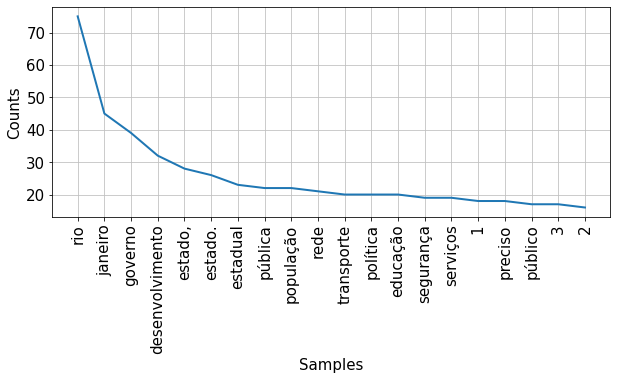 70
60
50
40
30
20
Counts
rio
janeiro
governo
desenvolvimento
estado,
estado.
estadual
pública
população
rede
transporte
política
educação
segurança
serviços
1
preciso
público
3
2
Samples